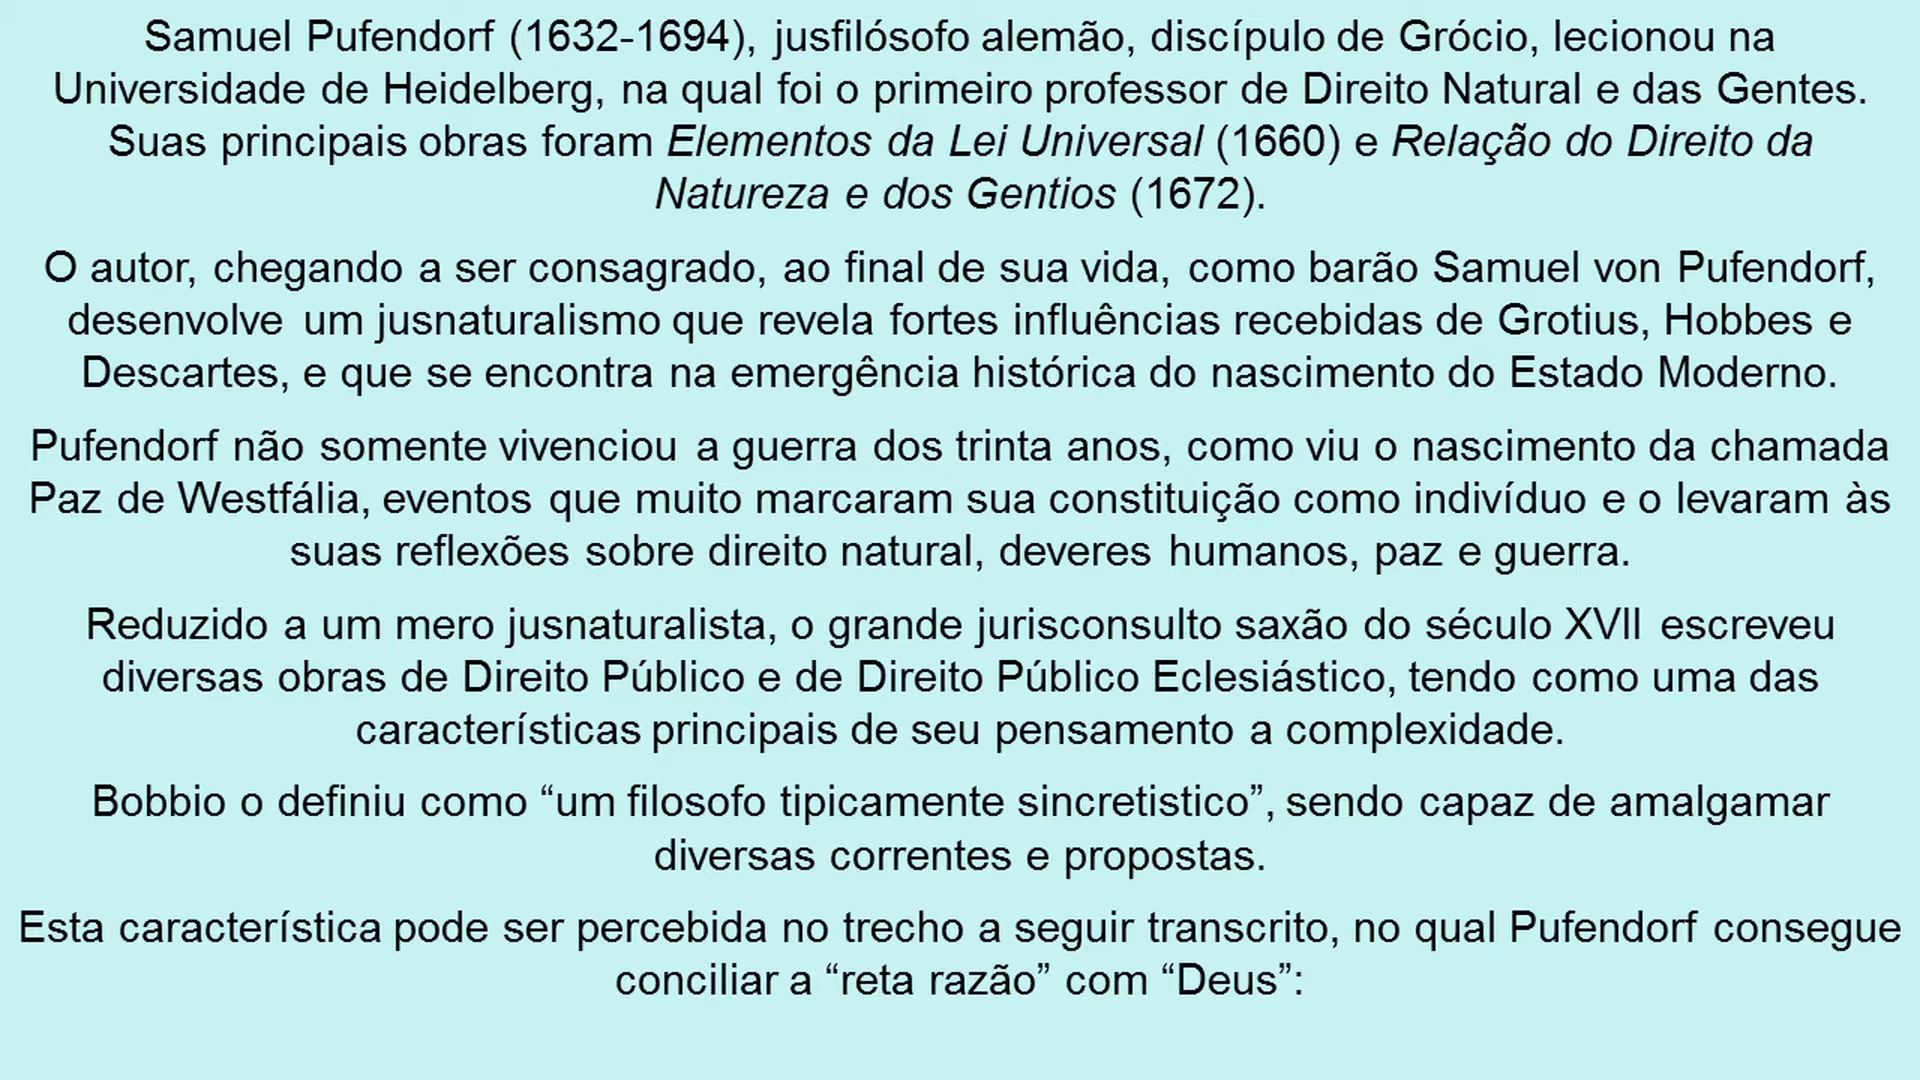 Samuel Pufendorf (1632-1694), jusfilósofo alemão, discípulo de Grócio, lecionou na
Universidade de Heidelberg, na qual foi o primeiro professor de Direito Natural e das Gentes.
Suas principais obras foram Elementos da Lei Universal (1660) e Relação do Direito da
Natureza e dos Gentios (1672).
O autor, chegando a ser consagrado, ao final de sua vida, como barão Samuel von Pufendorf,
desenvolve um jusnaturalismo que revela fortes influências recebidas de Grotius, Hobbes e
Descartes, e que se encontra na emergência histórica do nascimento do Estado Moderno.
Pufendorf não somente vivenciou a guerra dos trinta anos, como viu o nascimento da chamada
Paz de Westfália, eventos que muito marcaram sua constituição como indivíduo e o levaram às
suas reflexões sobre direito natural, deveres humanos, paz e guerra.
Reduzido a um mero jusnaturalista, o grande jurisconsulto saxão do século XVII escreveu
diversas obras de Direito Público e de Direito Público Eclesiástico, tendo como uma das
características principais de seu pensamento a complexidade.
Bobbio o definiu como “um filosofo tipicamente sincretistico”, sendo capaz de amalgamar
diversas correntes e propostas.
Esta característica pode ser percebida no trecho a seguir transcrito, no qual Pufendorf consegue
conciliar a “reta razão” com “Deus”: